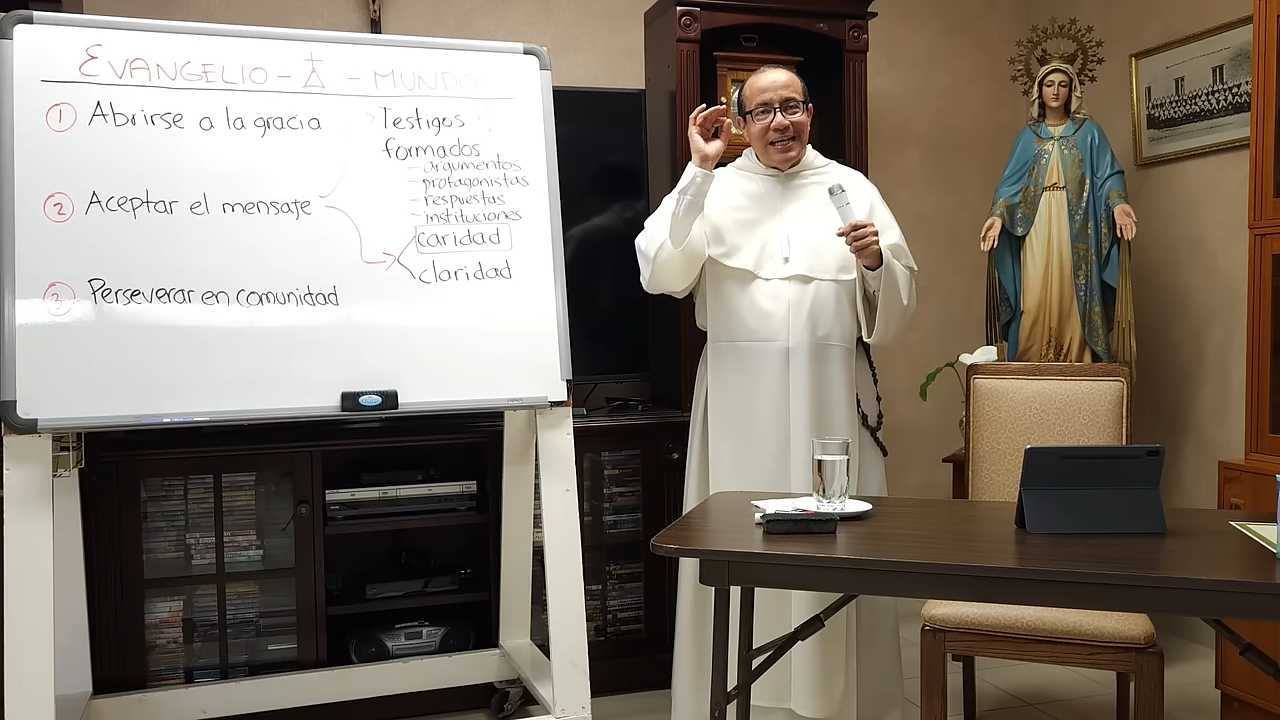 EVANGELIO - - MUNDO
1 Abrirse a la gracia
2 Aceptar el mensaje
3 Perseverar en comunidad
Testigos
formados
- argumentos
- protagonistas
- respuestas
- instituciones
caridad
claridad